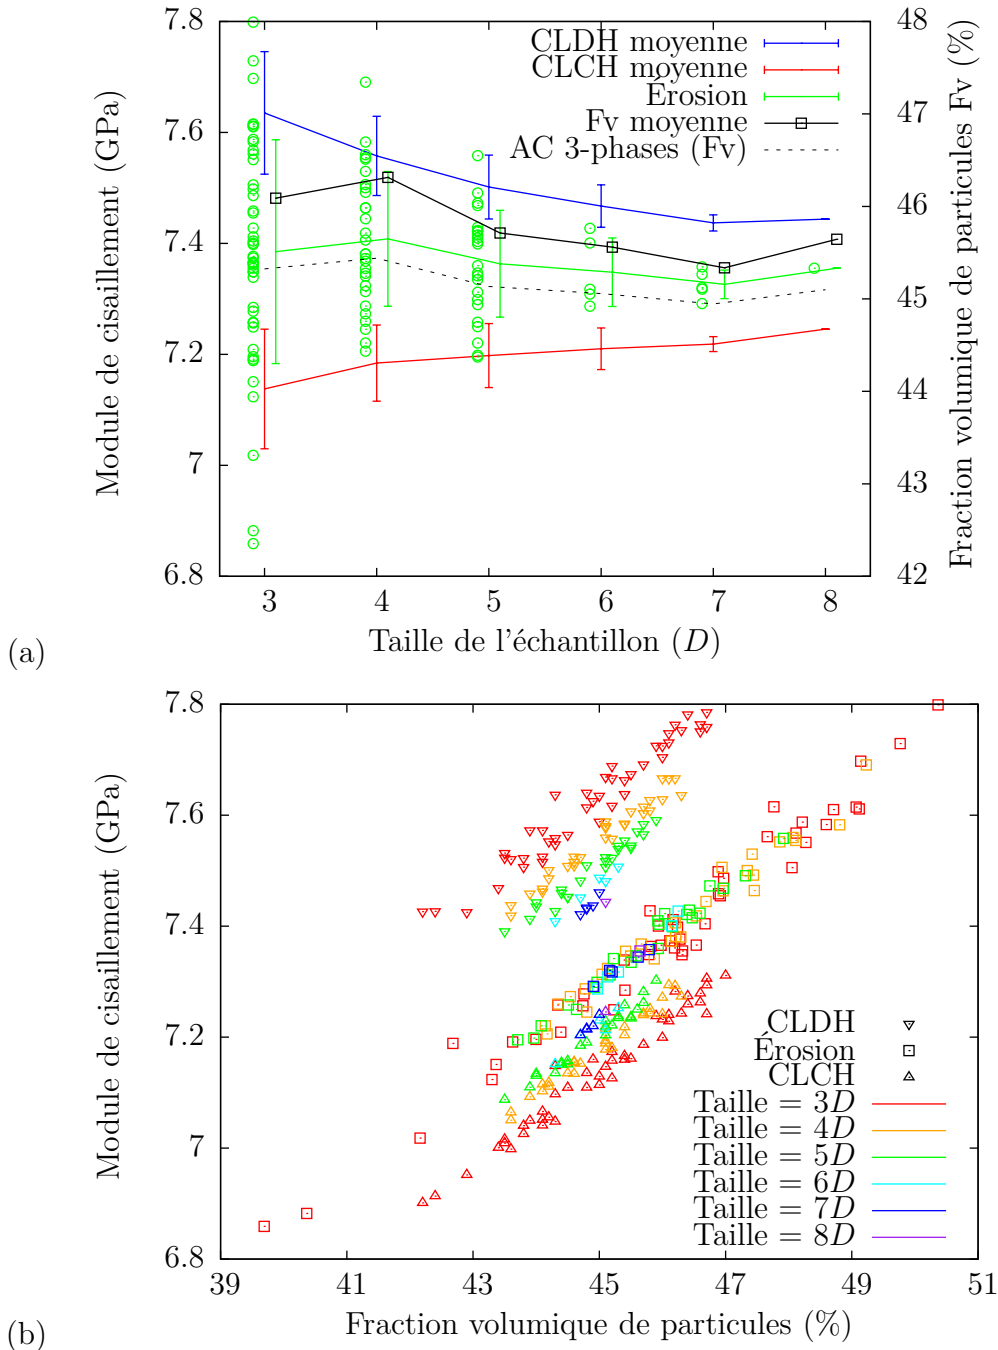 7.8
7.6
7.4
7.2
7
6.8
Module de cisaillement (GPa)
CLDH moyenne
CLCH moyenne
Érosion
Fv moyenne
AC 3-phases (Fv)
48
47
46
45
44
43
42
Fraction volumique de particules Fv (%)
3 4 5 6 7 8
Taille de l'échantillon (D)
(a)
7.8
7.6
7.4
7.2
7
6.8
Module de cisaillement (GPa)
CLDH
Érosion
CLCH
Taille = 3D
Taille = 4D
Taille = 5D
Taille = 6D
Taille = 7D
Taille = 8D
39 41 43 45 47 49 51
Fraction volumique de particules (%)
(b)